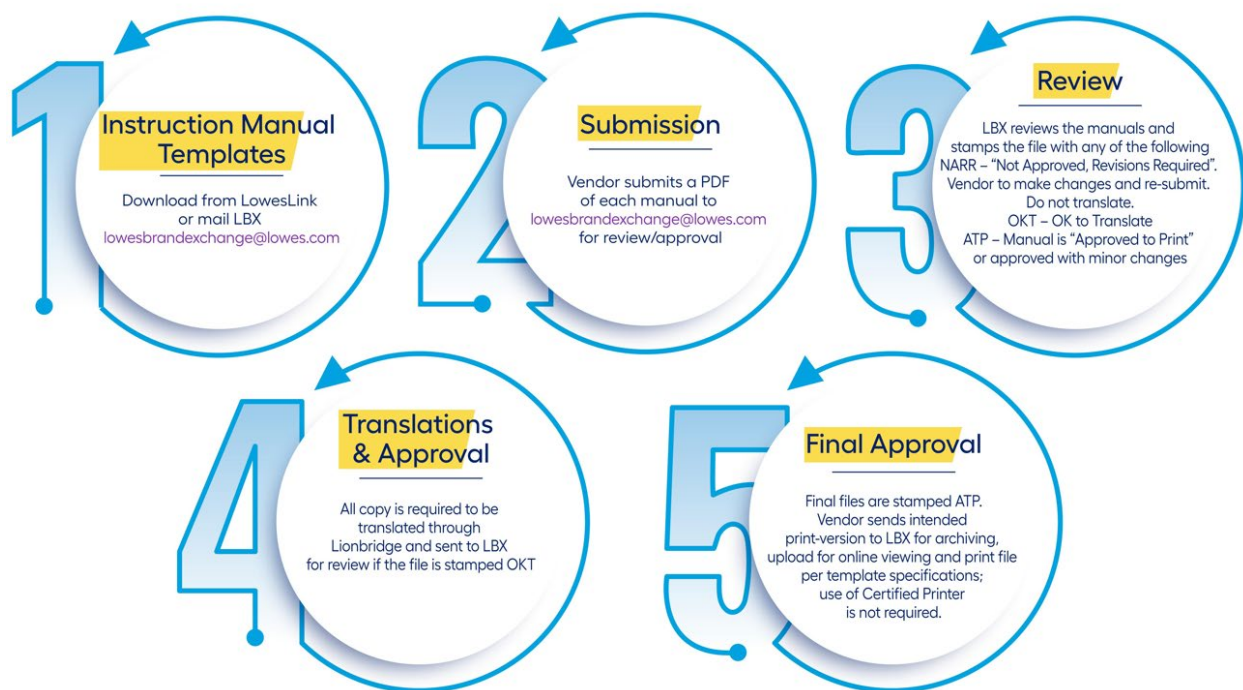 1
Instruction Manual
Templates
Download from LowesLink
or mail LBX
lowesbrandexchange@lowes.com
2
Submission
Vendor submits a PDF
of each manual to
lowesbrandexchange@lowes.com
for review/approval
3
Review
LBX reviews the manuals and
stamps the file with any of the following
NARR – “Not Approved, Revisions Required”.
Vendor to make changes and re-submit.
Do not translate.
OKT – OK to Translate
ATP – Manual is “Approved to Print”
or approved with minor changes
4
Translations
& Approval
All copy is required to be
translated through
Lionbridge and sent to LBX
for review if the file is stamped OKT
5
Final Approval
Final files are stamped ATP.
Vendor sends intended
print-version to LBX for archiving,
upload for online viewing and print file
per template specifications;
use of Certified Printer
is not required.